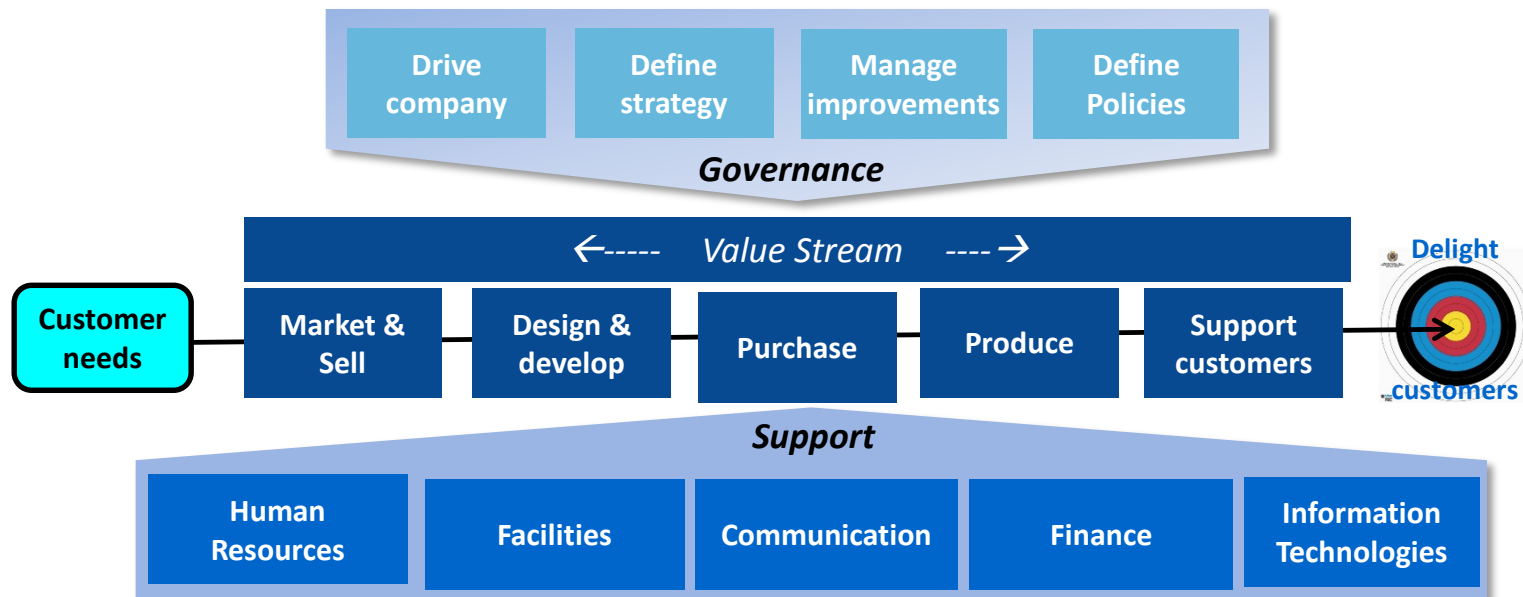 Drive
company
Define
strategy
Manage
improvements
Define
Policies
Governance
←----- Value Stream ----→
Customer
needs
Market &
Sell
Design &
develop
Purchase
Produce
Support
customers
Delight
customers
Support
Human
Resources
Facilities
Communication
Finance
Information
Technologies